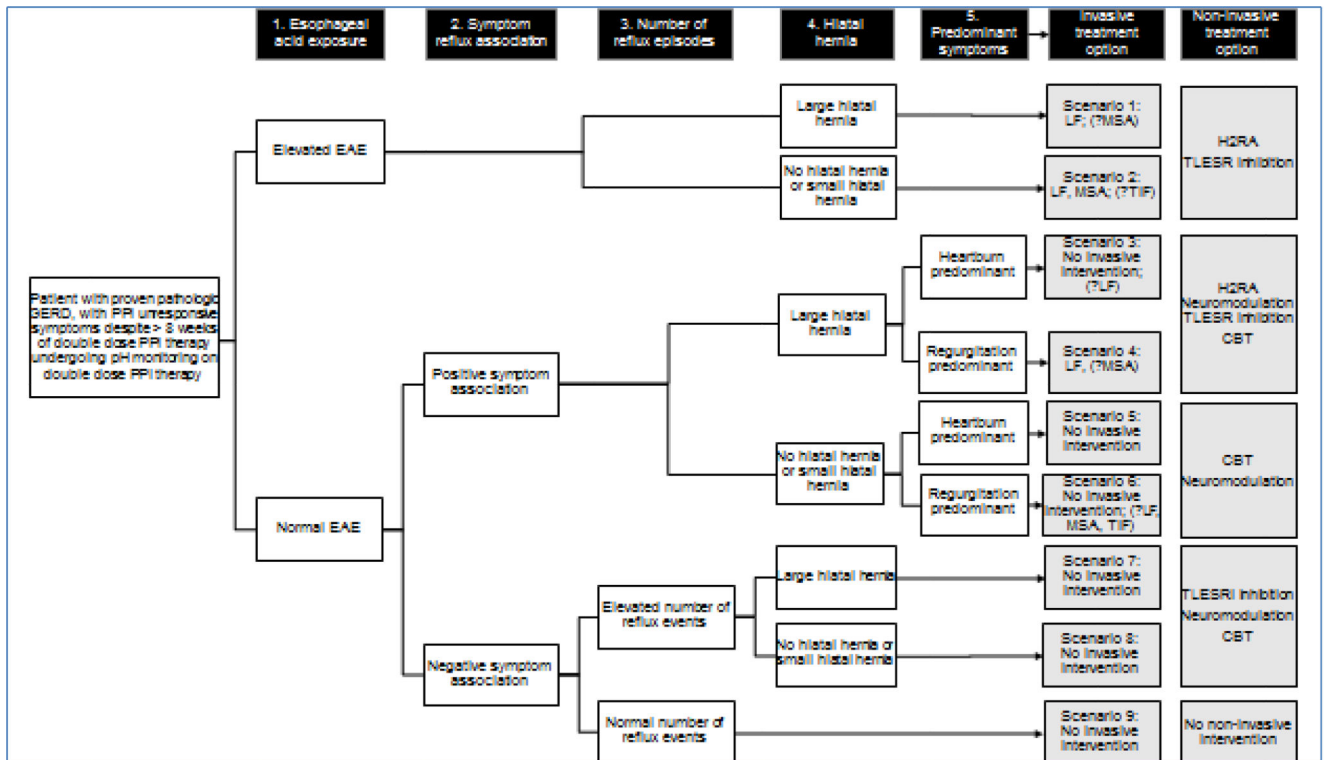 1. Esophageal
acid exposure
2. Symptom
reflux association
3. Number of
reflux episodes
4. Hiatal
hernia
5.
Predominant
symptoms
Invasive
treatment
option
Non-invasive
treatment
option
Patient with proven pathologic
GERD, with PPI unresponsive
symptoms despite > 8 weeks
of double dose PPI therapy
undergoing pH monitoring on
double dose PPI therapy
Elevated EAE
Large hiatal
hernia
Scenario 1:
LF; (?MSA)
No hiatal hernia
or small hiatal
hernia
Scenario 2:
LF, MSA; (?TIF)
H2RA
TLESR Inhibition
Normal EAE
Positive symptom
association
Large hiatal
hernia
Heartburn
predominant
Scenario 3:
No Invasive
Intervention;
(?LF)
Regurgitation
predominant
Scenario 4:
LF, (?MSA)
H2RA
Neuromodulation
TLESR Inhibition
CBT
No hiatal hernia
or small hiatal
hernia
Heartburn
predominant
Scenario 5:
No Invasive
Intervention
Regurgitation
predominant
Scenario 6:
No Invasive
Intervention; (?LF,
MSA, TIF)
CBT
Neuromodulation
Negative symptom
association
Elevated number of
reflux events
Large hiatal hernia
Scenario 7:
No Invasive
Intervention
No hiatal hernia or
small hiatal hernia
Scenario 8:
No Invasive
Intervention
TLESRI Inhibition
Neuromodulation
CBT
Normal number of
reflux events
Scenario 9:
No Invasive
Intervention
No non-invasive
Intervention